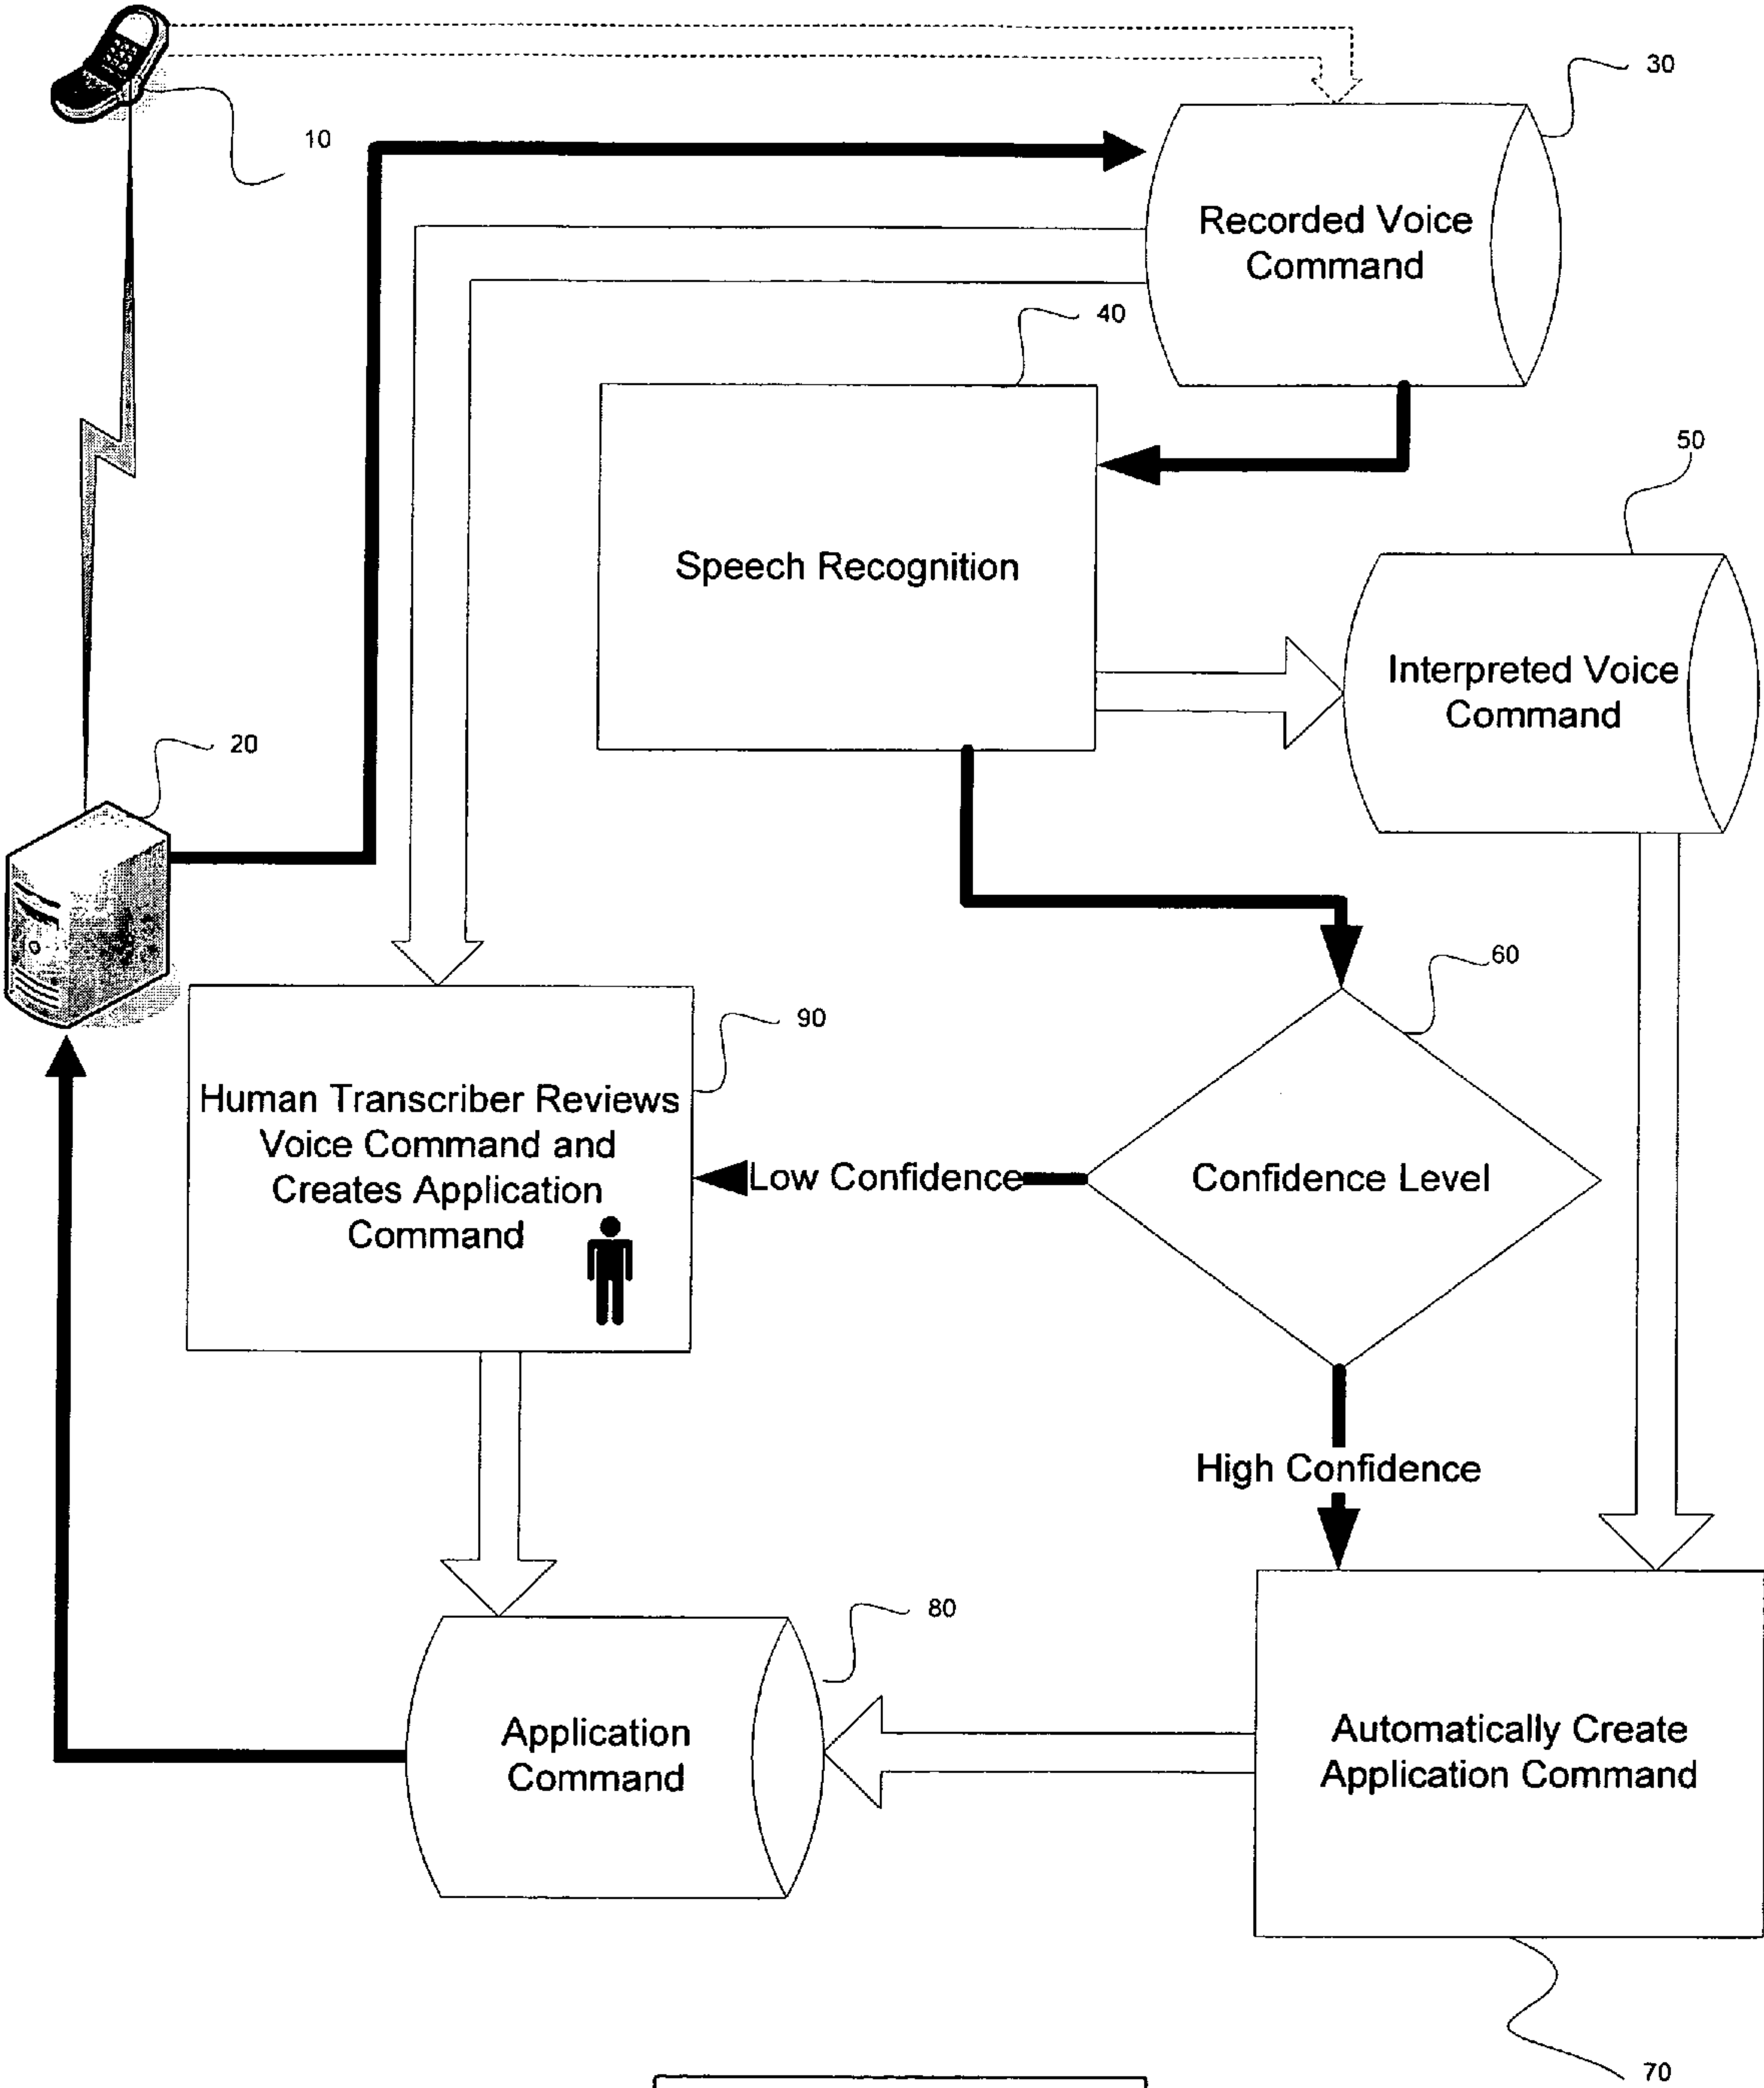 30
10
Recorded Voice
Command
40
50
Speech Recognition
Interpreted Voice
Command
20
60
90
Human Transcriber Reviews
Voice Command and
Creates Application
Command
Low Confidence
Confidence Level
High Confidence
80
Application
Command
Automatically Create
Application Command
70